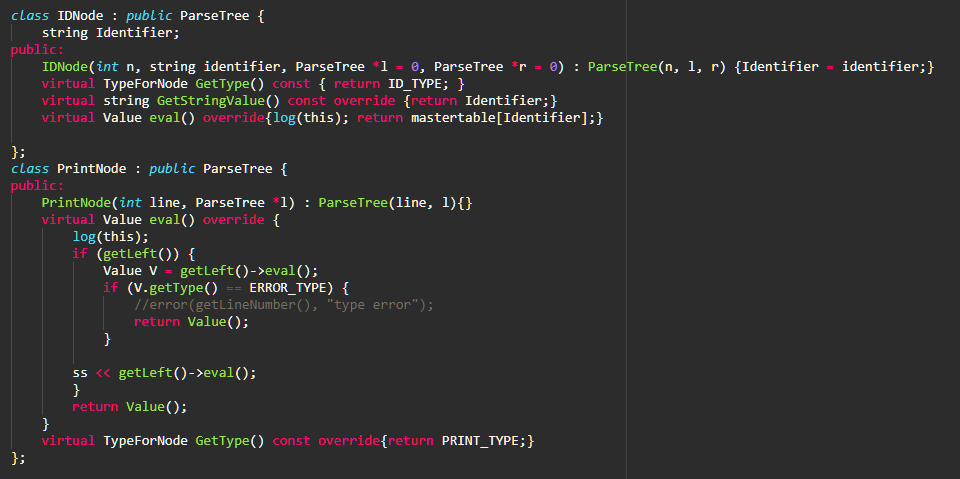 class IDNode : public ParseTree {
    string Identifier;
public:
    IDNode(int n, string identifier, ParseTree *l = 0, ParseTree *r = 0) : ParseTree(n, l, r) {Identifier = identifier;}
    virtual TypeForNode GetType() const { return ID_TYPE; }
    virtual string GetStringValue() const override {return Identifier;}
    virtual Value eval() override{log(this); return mastertable[Identifier];}

};
class PrintNode : public ParseTree {
public:
    PrintNode(int line, ParseTree *l) : ParseTree(line, l){}
    virtual Value eval() override {
        log(this);
        if (getLeft()) {
            Value V = getLeft()->eval();
            if (V.getType() == ERROR_TYPE) {
                //error(getLineNumber(), "type error");
                return Value();
            }

        ss << getLeft()->eval();
        }
        return Value();
    }
    virtual TypeForNode GetType() const override{return PRINT_TYPE;}
};